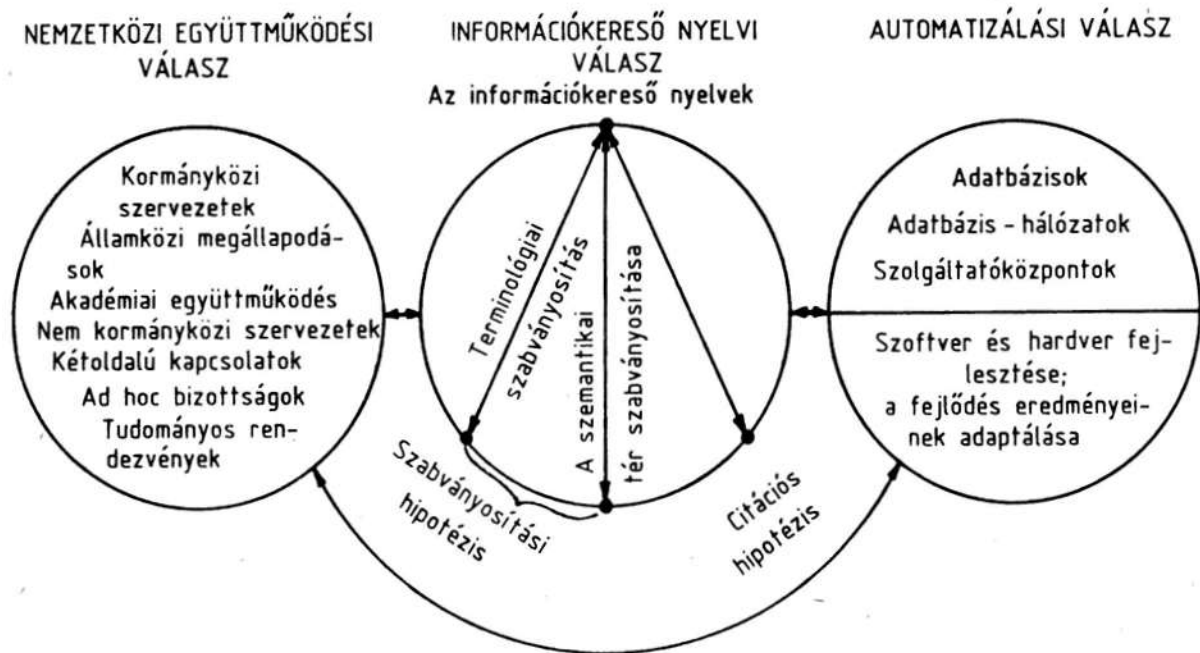 NEMZETKÖZI EGYÜTTMŰKÖDÉSI
VÁLASZ
Kormányközi
szervezetek
Államközi megállapodá-
sok
Akadémiai együttműködés
Nem kormányközi szervezetek
Kétoldalú kapcsolatok
Ad hoc bizottságok
Tudományos ren-
dezvények
INFORMÁCIÓKERESŐ NYELVI
VÁLASZ
Az információkereső nyelvek
Terminológiai
szabványosítás
A szemantikai
tér szabványosítása
Szabványosítási
hipotézis
Citációs
hipotézis
AUTOMATIZÁLÁSI VÁLASZ
Adatbázisok
Adatbázis - hálózatok
Szolgáltatóközpontok
Szoftver és hardver fej-
lesztése;
a fejlődés eredményei-
nek adaptálása